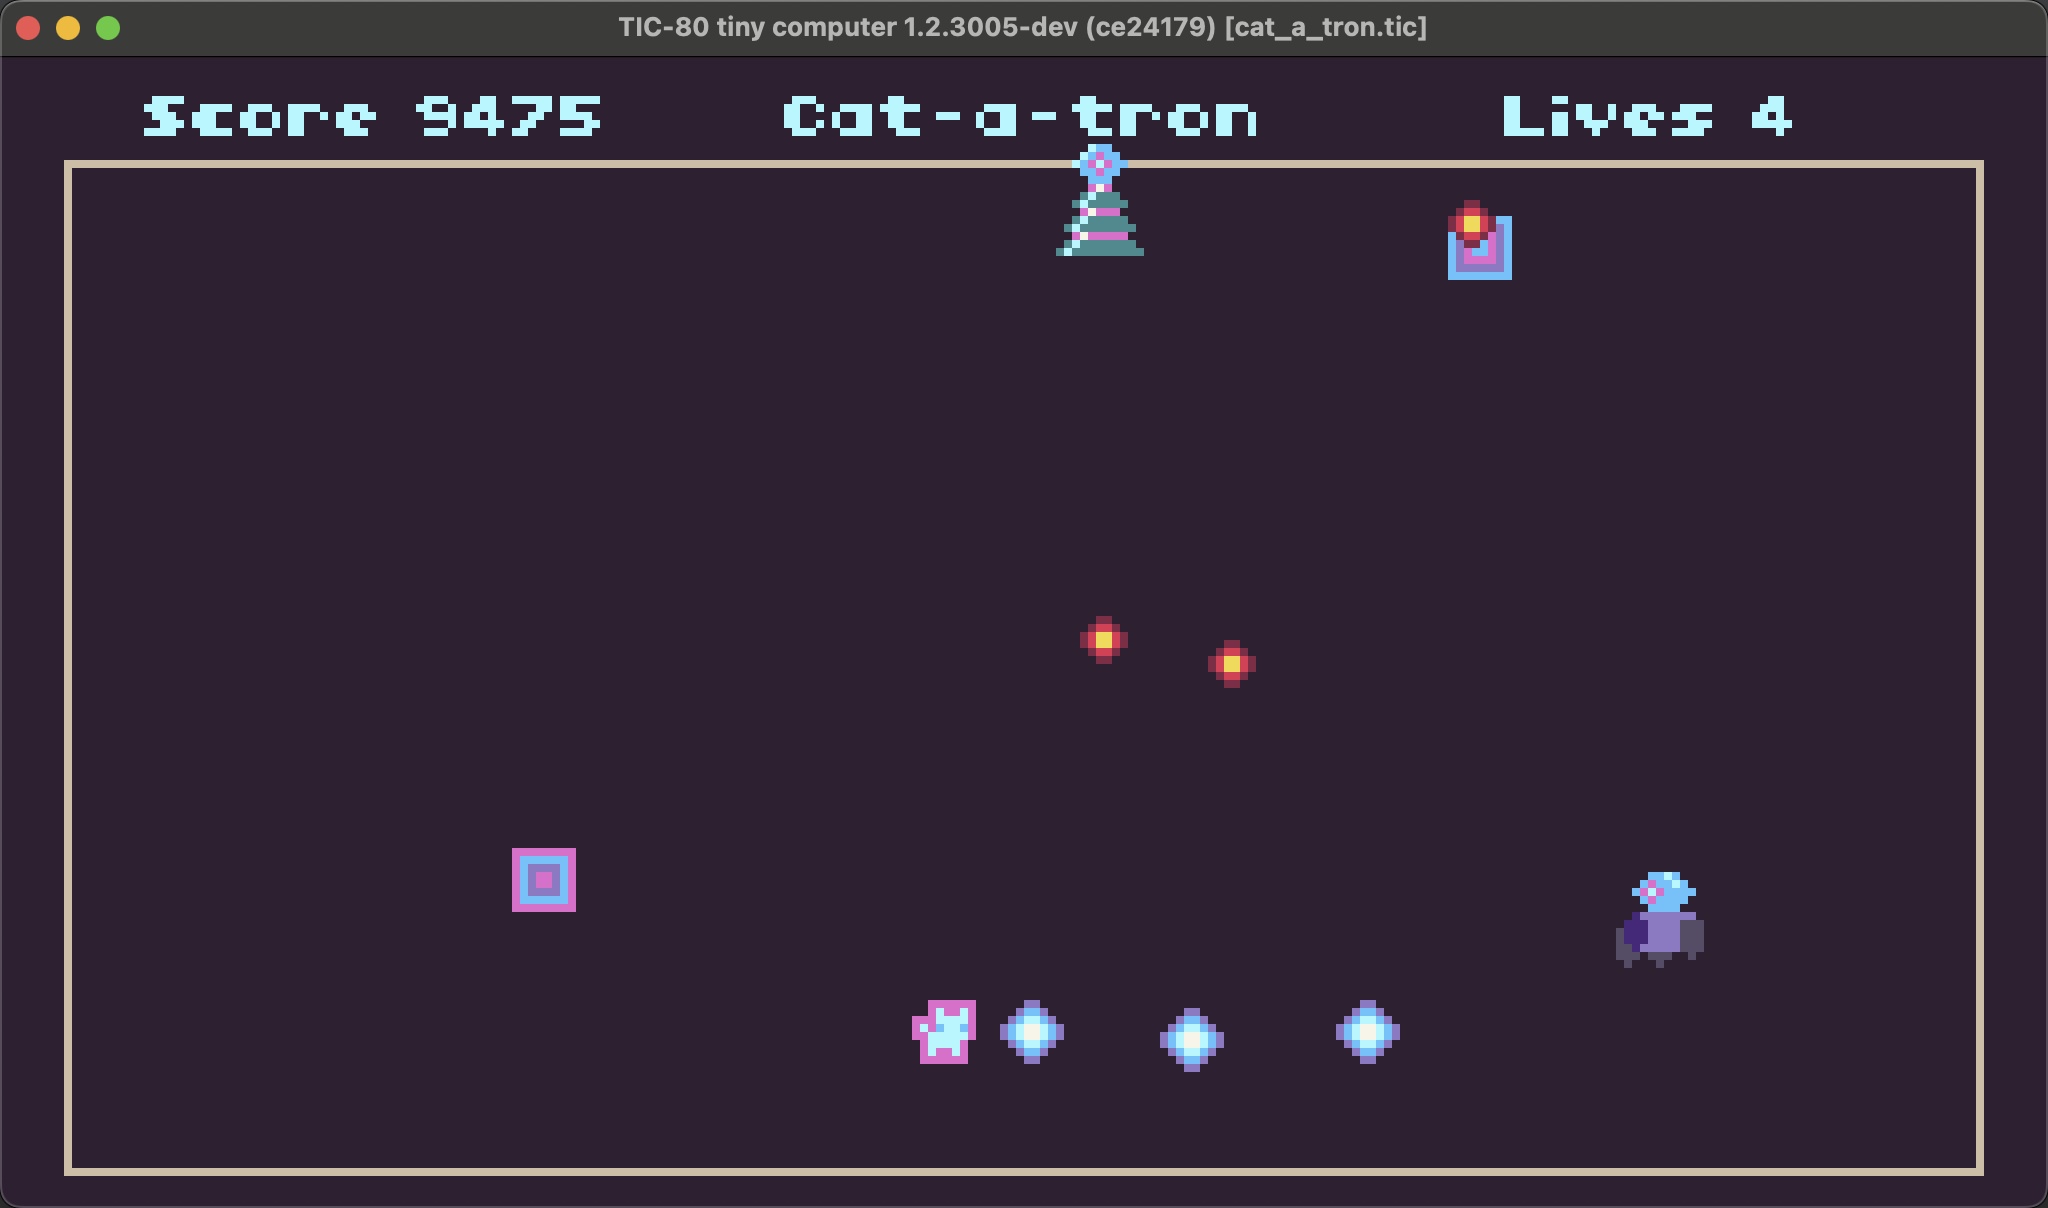 TIC-80 tiny computer 1.2.3005-dev (ce24179) [cat_a_tron.tic]
Score 9475 Cat-a-tron Lives 4